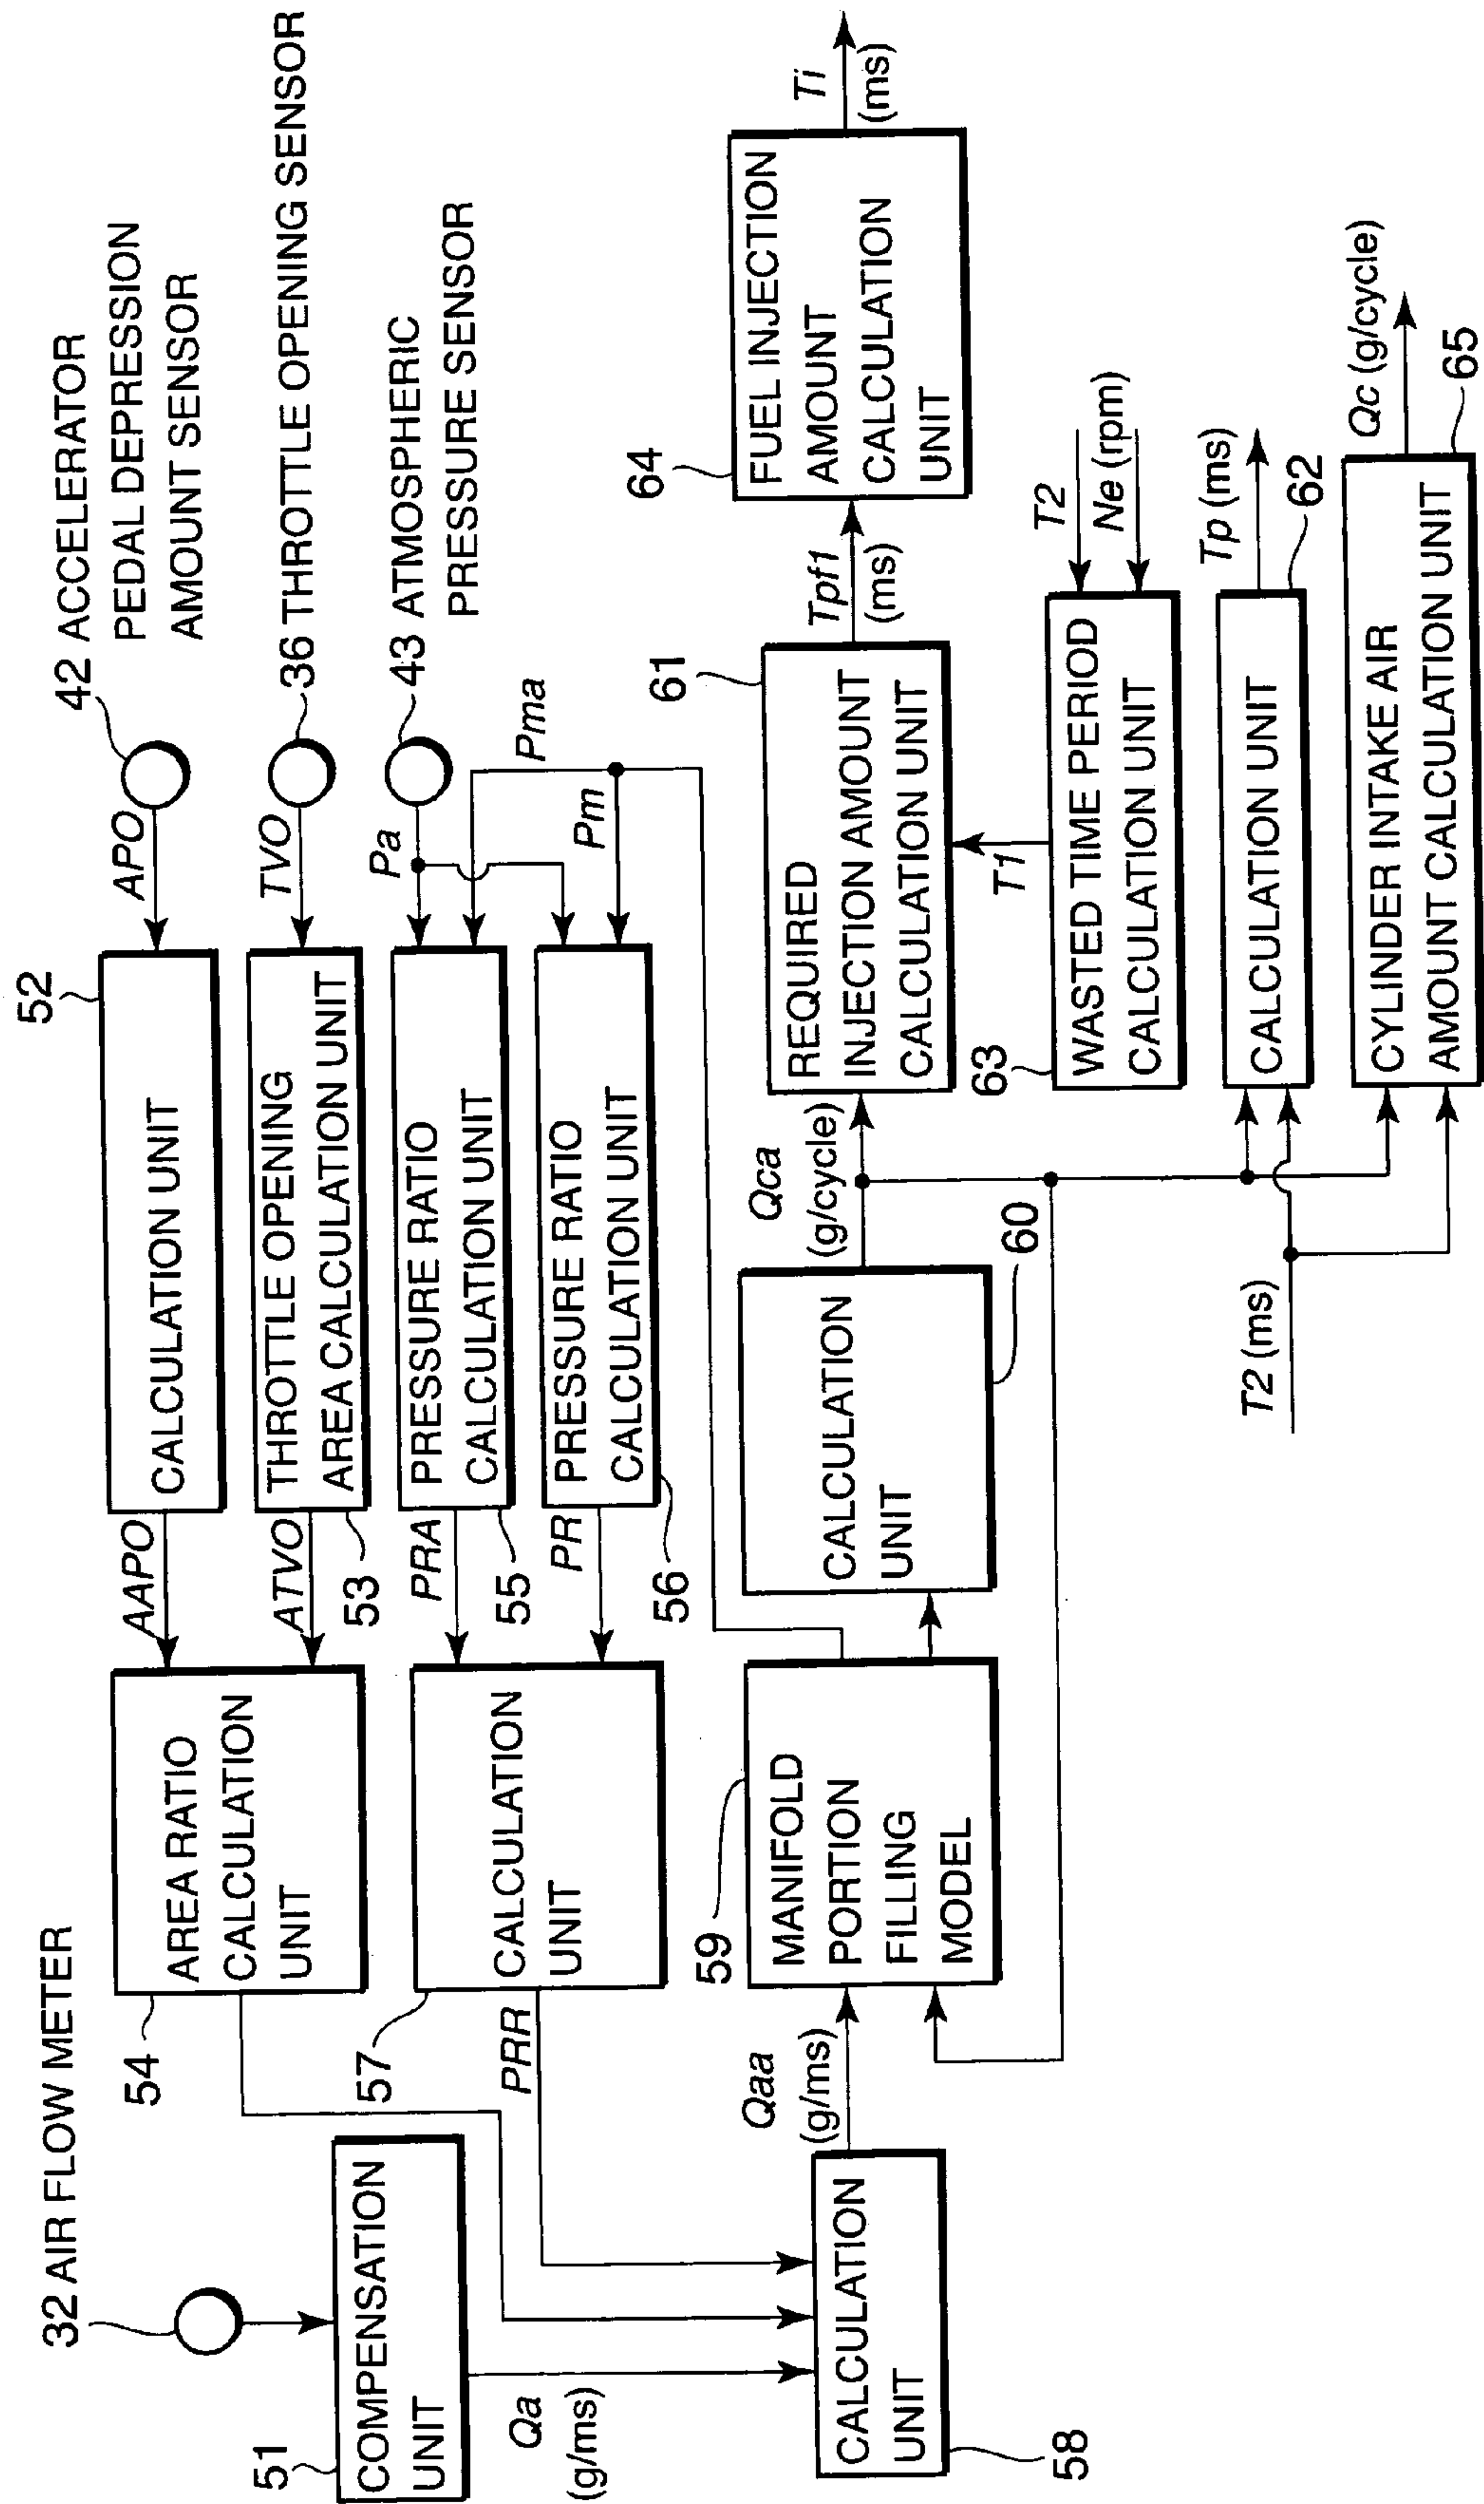 32 AIR FLOW METER
51
COMPENSATION
UNIT
Qa
(g/ms)
54
AREA RATIO
CALCULATION
UNIT
AAPO
ATVO
52
CALCULATION UNIT
53
THROTTLE OPENING
AREA CALCULATION UNIT
APO
TVO
42 ACCELERATOR
PEDAL DEPRESSION
AMOUNT SENSOR
36 THROTTLE OPENING SENSOR
43 ATMOSPHERIC
PRESSURE SENSOR
57
CALCULATION
UNIT
PRR
PRA
55
PR
56
PRESSURE RATIO
CALCULATION UNIT
PRESSURE RATIO
CALCULATION UNIT
Pa
Pma
Pm
58
CALCULATION
UNIT
Qaa
(g/ms)
59
MANIFOLD
PORTION
FILLING
MODEL
60
CALCULATION
UNIT
Qca
(g/cycle)
61
REQUIRED
INJECTION AMOUNT
CALCULATION UNIT
Tpf1
(ms)
64
FUEL INJECTION
AMOUNT
CALCULATION
UNIT
Ti
(ms)
T1
63
WASTED TIME PERIOD
CALCULATION UNIT
T2
Ne (rpm)
CALCULATION UNIT
62
Tp (ms)
T2 (ms)
CYLINDER INTAKE AIR
AMOUNT CALCULATION UNIT
65
Qc (g/cycle)